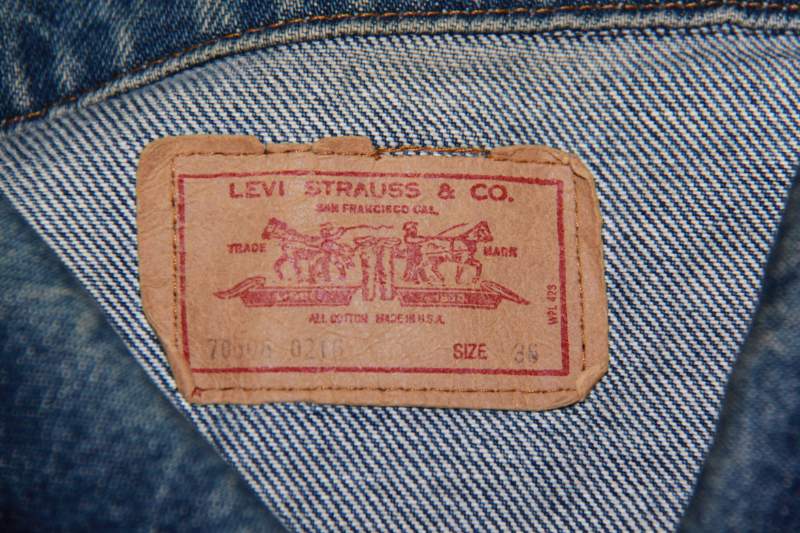 LEVI STRAUSS & CO.
SAN FRANCISCO CAL.
TRADE MARK
ALL COTTON MADE IN U.S.A.
WPL 423
70506 0216 SIZE 36